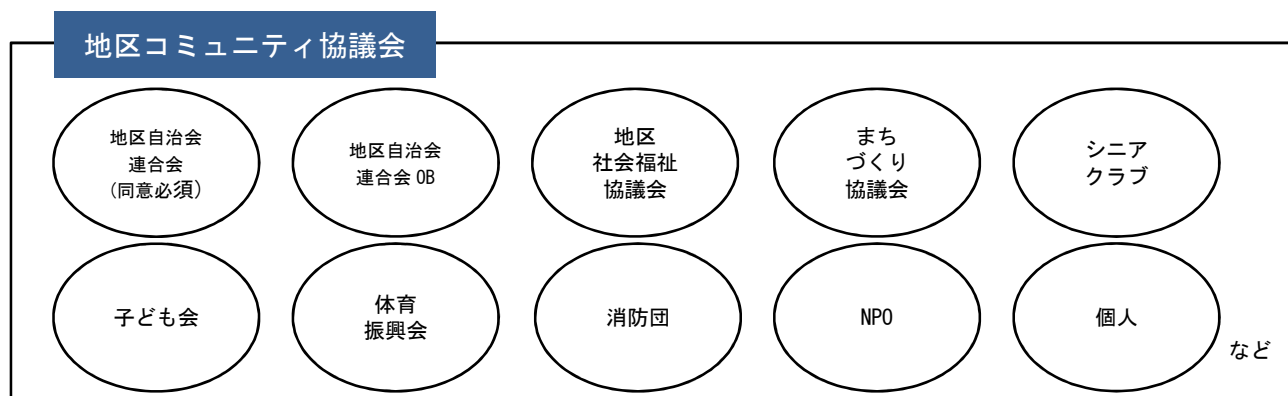 地区コミュニティ協議会
地区自治会
連合会
(同意必須)
地区自治会
連合会 OB
地区
社会福祉
協議会
まち
づくり
協議会
シニア
クラブ
子ども会
体育
振興会
消防団
NPO
個人
など